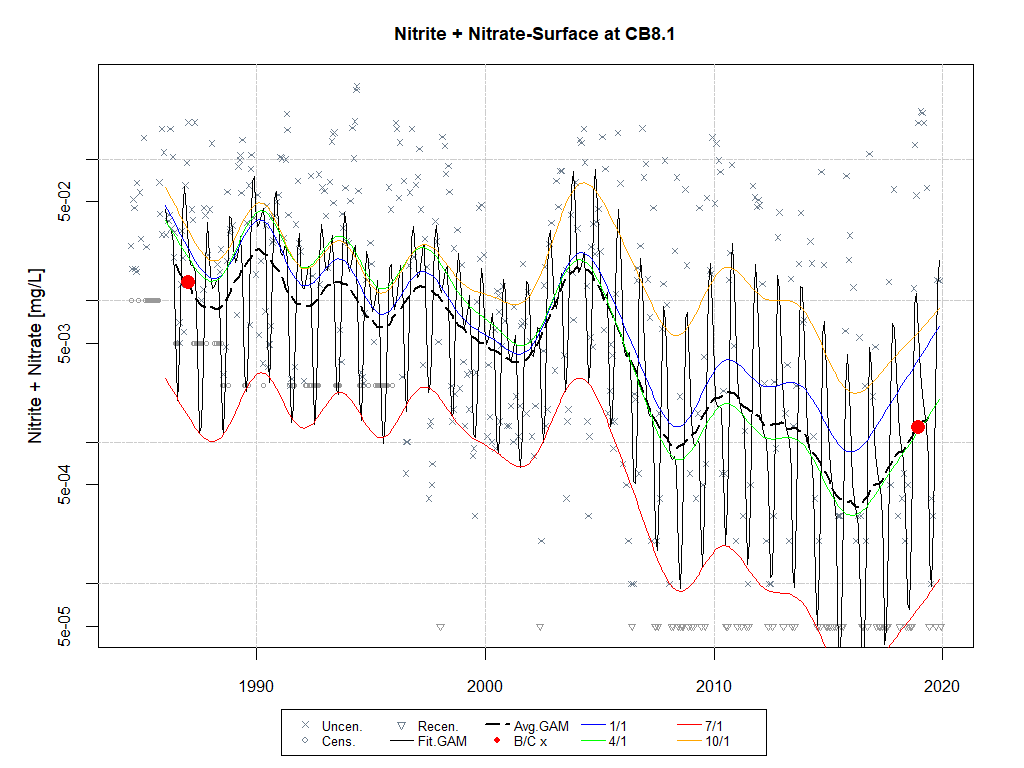 Nitrite + Nitrate-Surface at CB8.1
Nitrite + Nitrate [mg/L]
5e-02
5e-03
5e-04
5e-05
1990 2000 2010 2020
Uncen. Recen. Avg.GAM 1/1 7/1
Cens. Fit.GAM B/C x 4/1 10/1